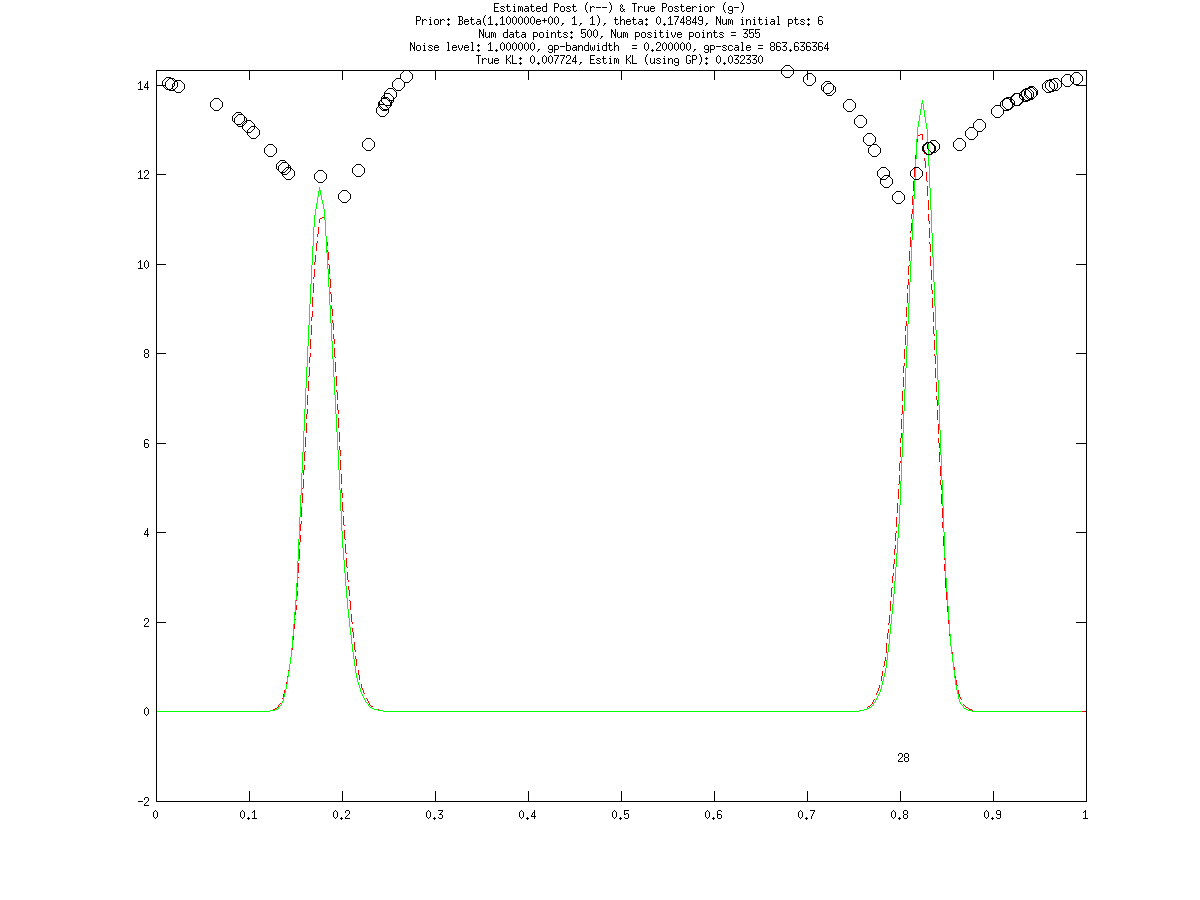 Estimated Post (r--) & True Posterior (g-)
Prior: Beta(1.100000e+00, 1, 1), theta: 0.174849, Num initial pts: 6
Num data points: 500, Num positive points = 355
Noise level: 1.000000, gp-bandwidth  = 0.200000, gp-scale = 863.636364
True KL: 0.007724, Estim KL (using GP): 0.032330
14
12
10
8
6
4
2
0
28
-2
0 0.1 0.2 0.3 0.4 0.5 0.6 0.7 0.8 0.9 1